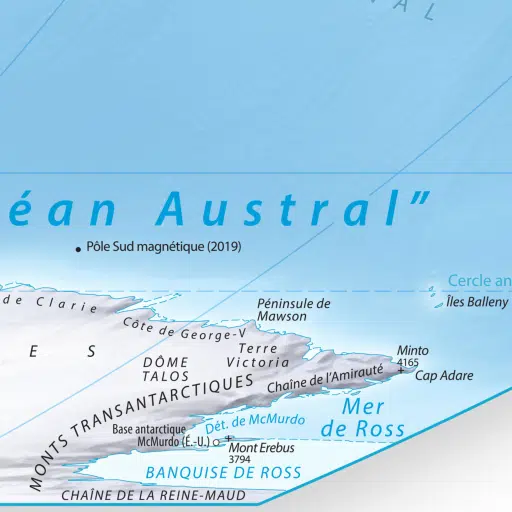 A L
éan Austral”
Pôle Sud magnétique (2019)
Cercle an
Îles Balleny
de Clarie
Péninsule de
Mawson
Côte de George-V
E S
Terre
Victoria
DÔME
TALOS
Minto
4165
Cap Adare
Chaîne de l'Amirauté
MONTS TRANSANTARCTIQUES
Mer
de Ross
Dét. de McMurdo
Base antarctique
McMurdo (É.-U.)
Mont Erebus
3794
BANQUISE DE ROSS
CHAÎNE DE LA REINE-MAUD